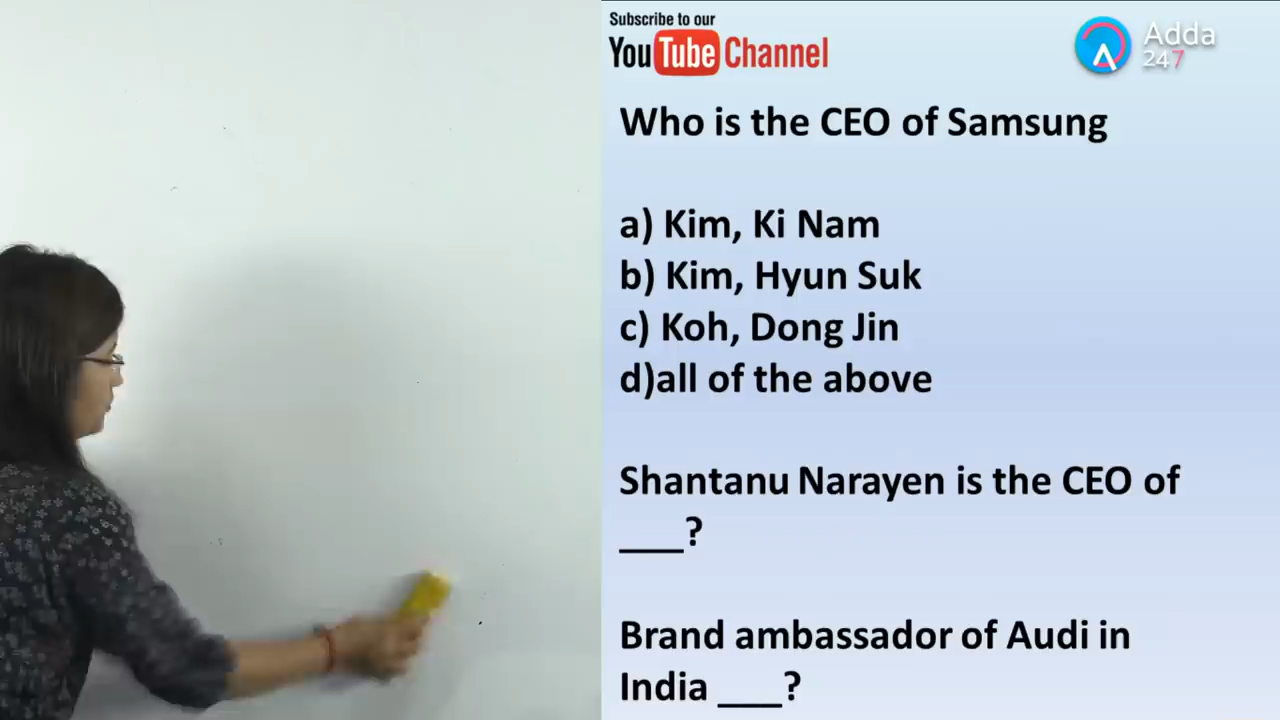 Subscribe to our
YouTube Channel
Adda
247
Who is the CEO of Samsung
a) Kim, Ki Nam
b) Kim, Hyun Suk
c) Koh, Dong Jin
d)all of the above
Shantanu Narayen is the CEO of
___?
Brand ambassador of Audi in
India ___?